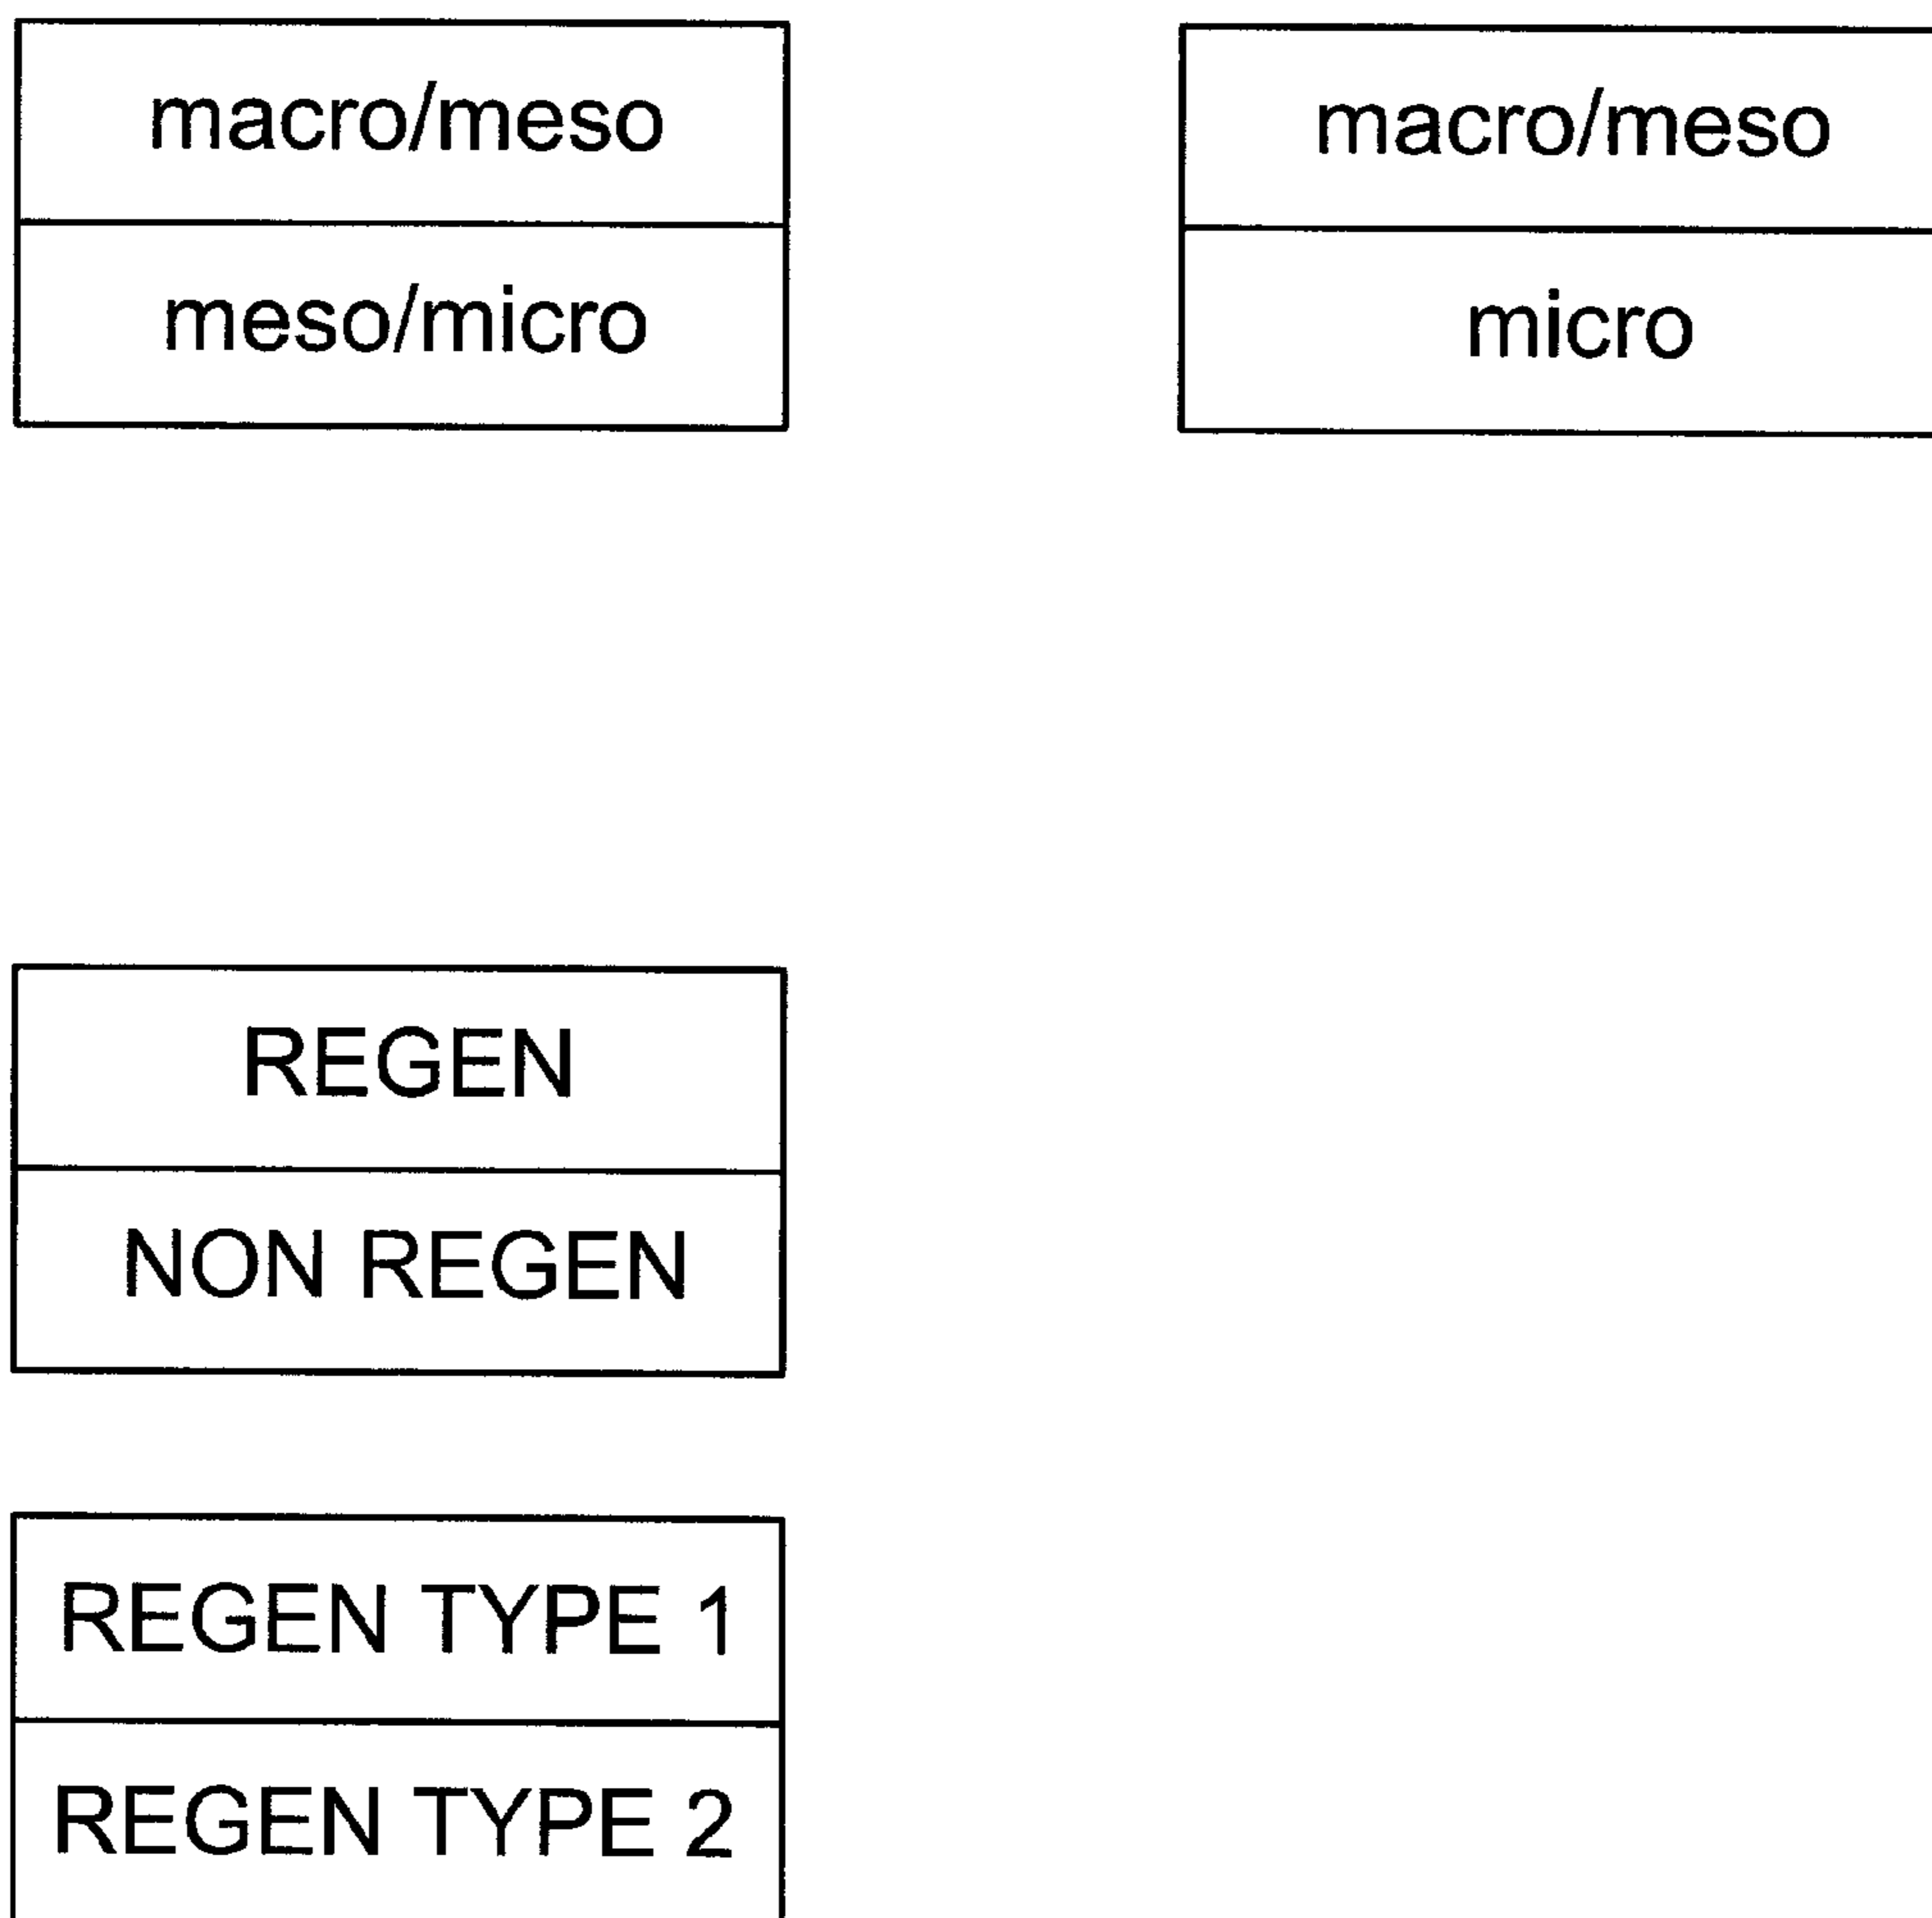 macro/meso
meso/micro
macro/meso
micro
REGEN
NON REGEN
REGEN TYPE 1
REGEN TYPE 2